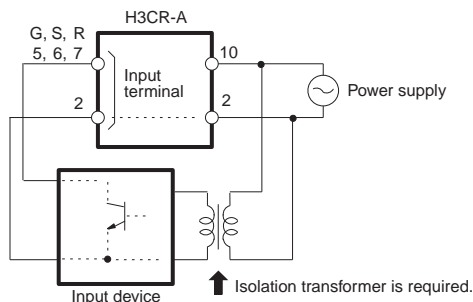 H3CR-A
G, S, R
5, 6, 7
10
Input
terminal
2
2
Power supply
Isolation transformer is required.
Input device